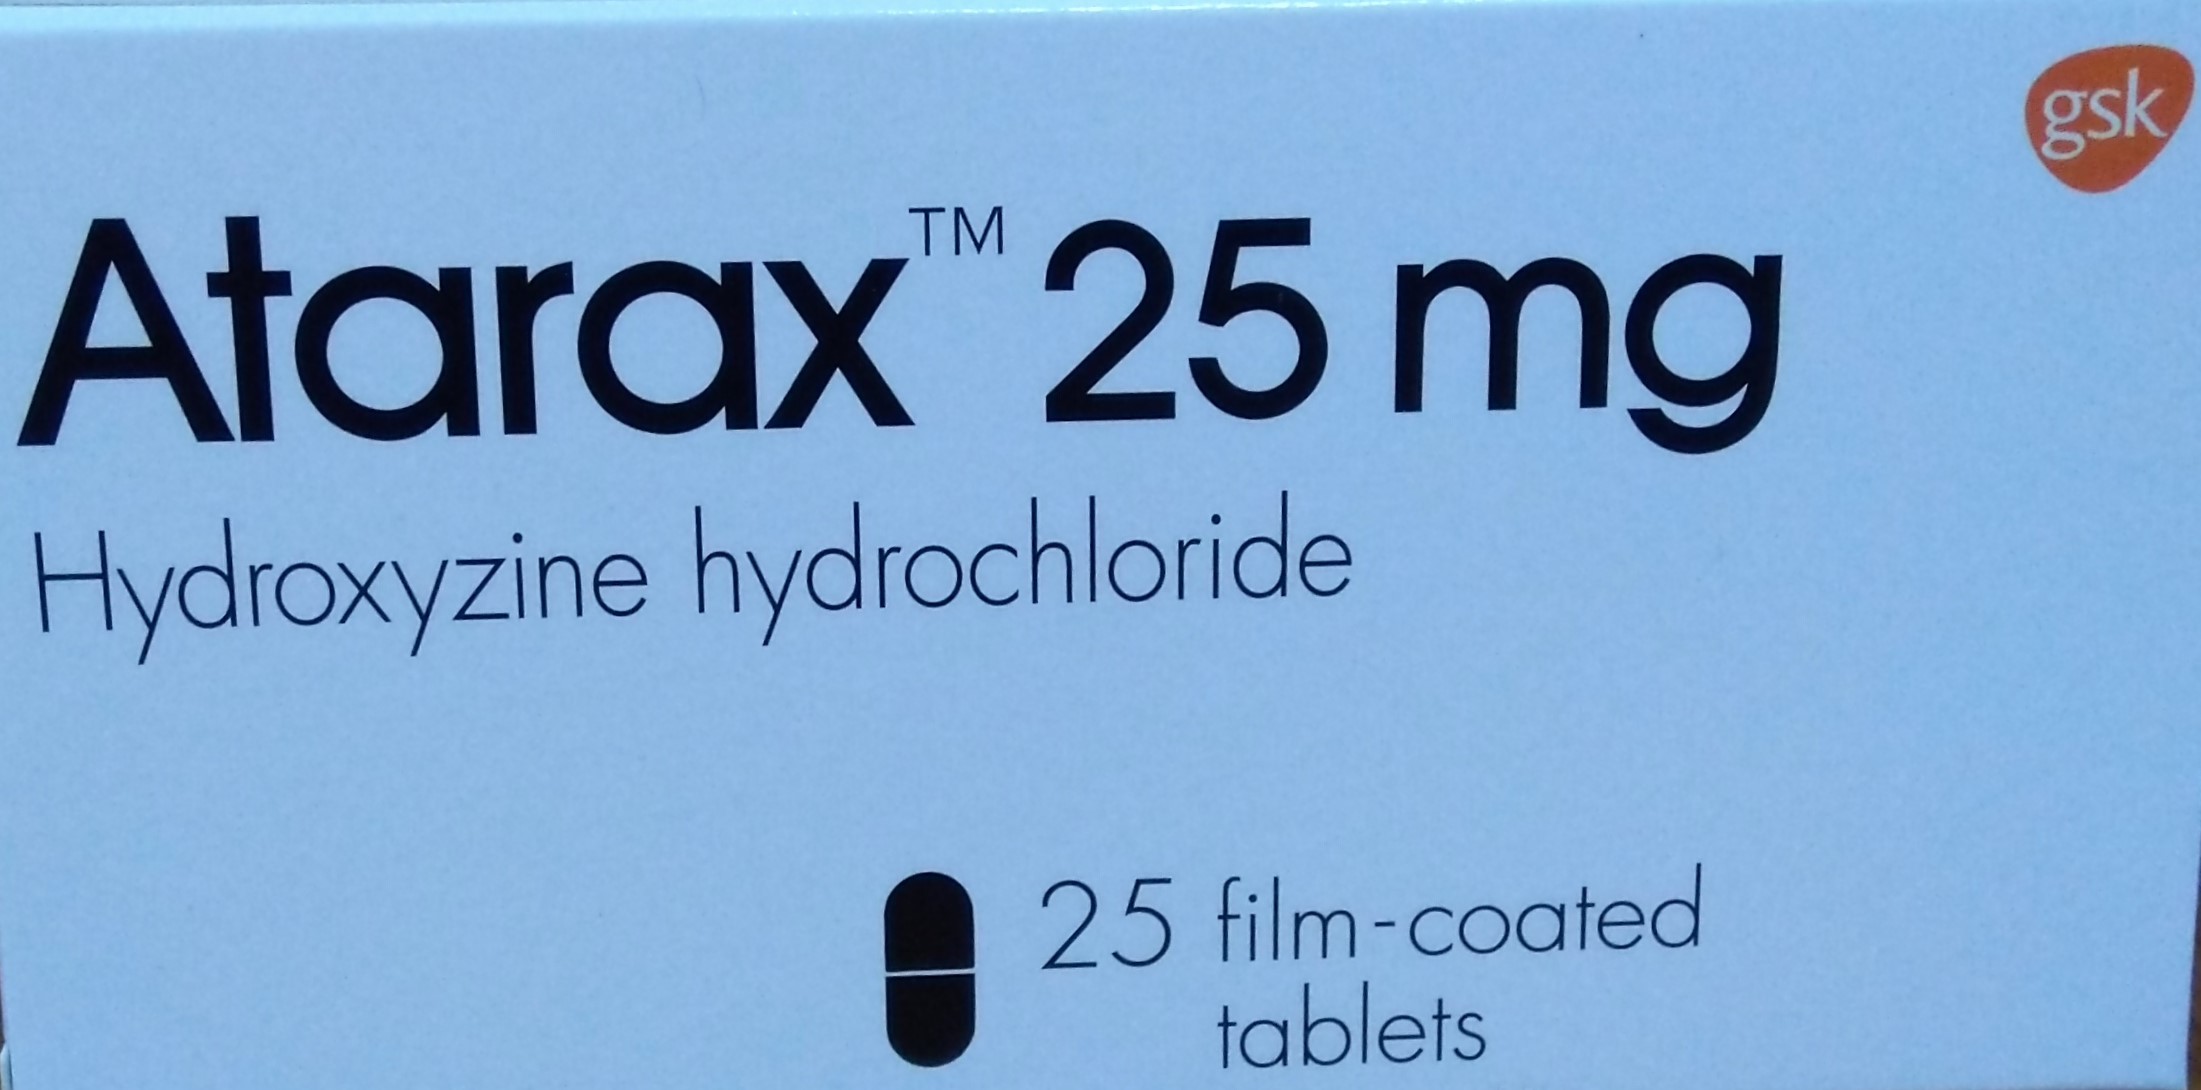 gsk
Atarax™ 25 mg
Hydroxyzine hydrochloride
25 film-coated
tablets